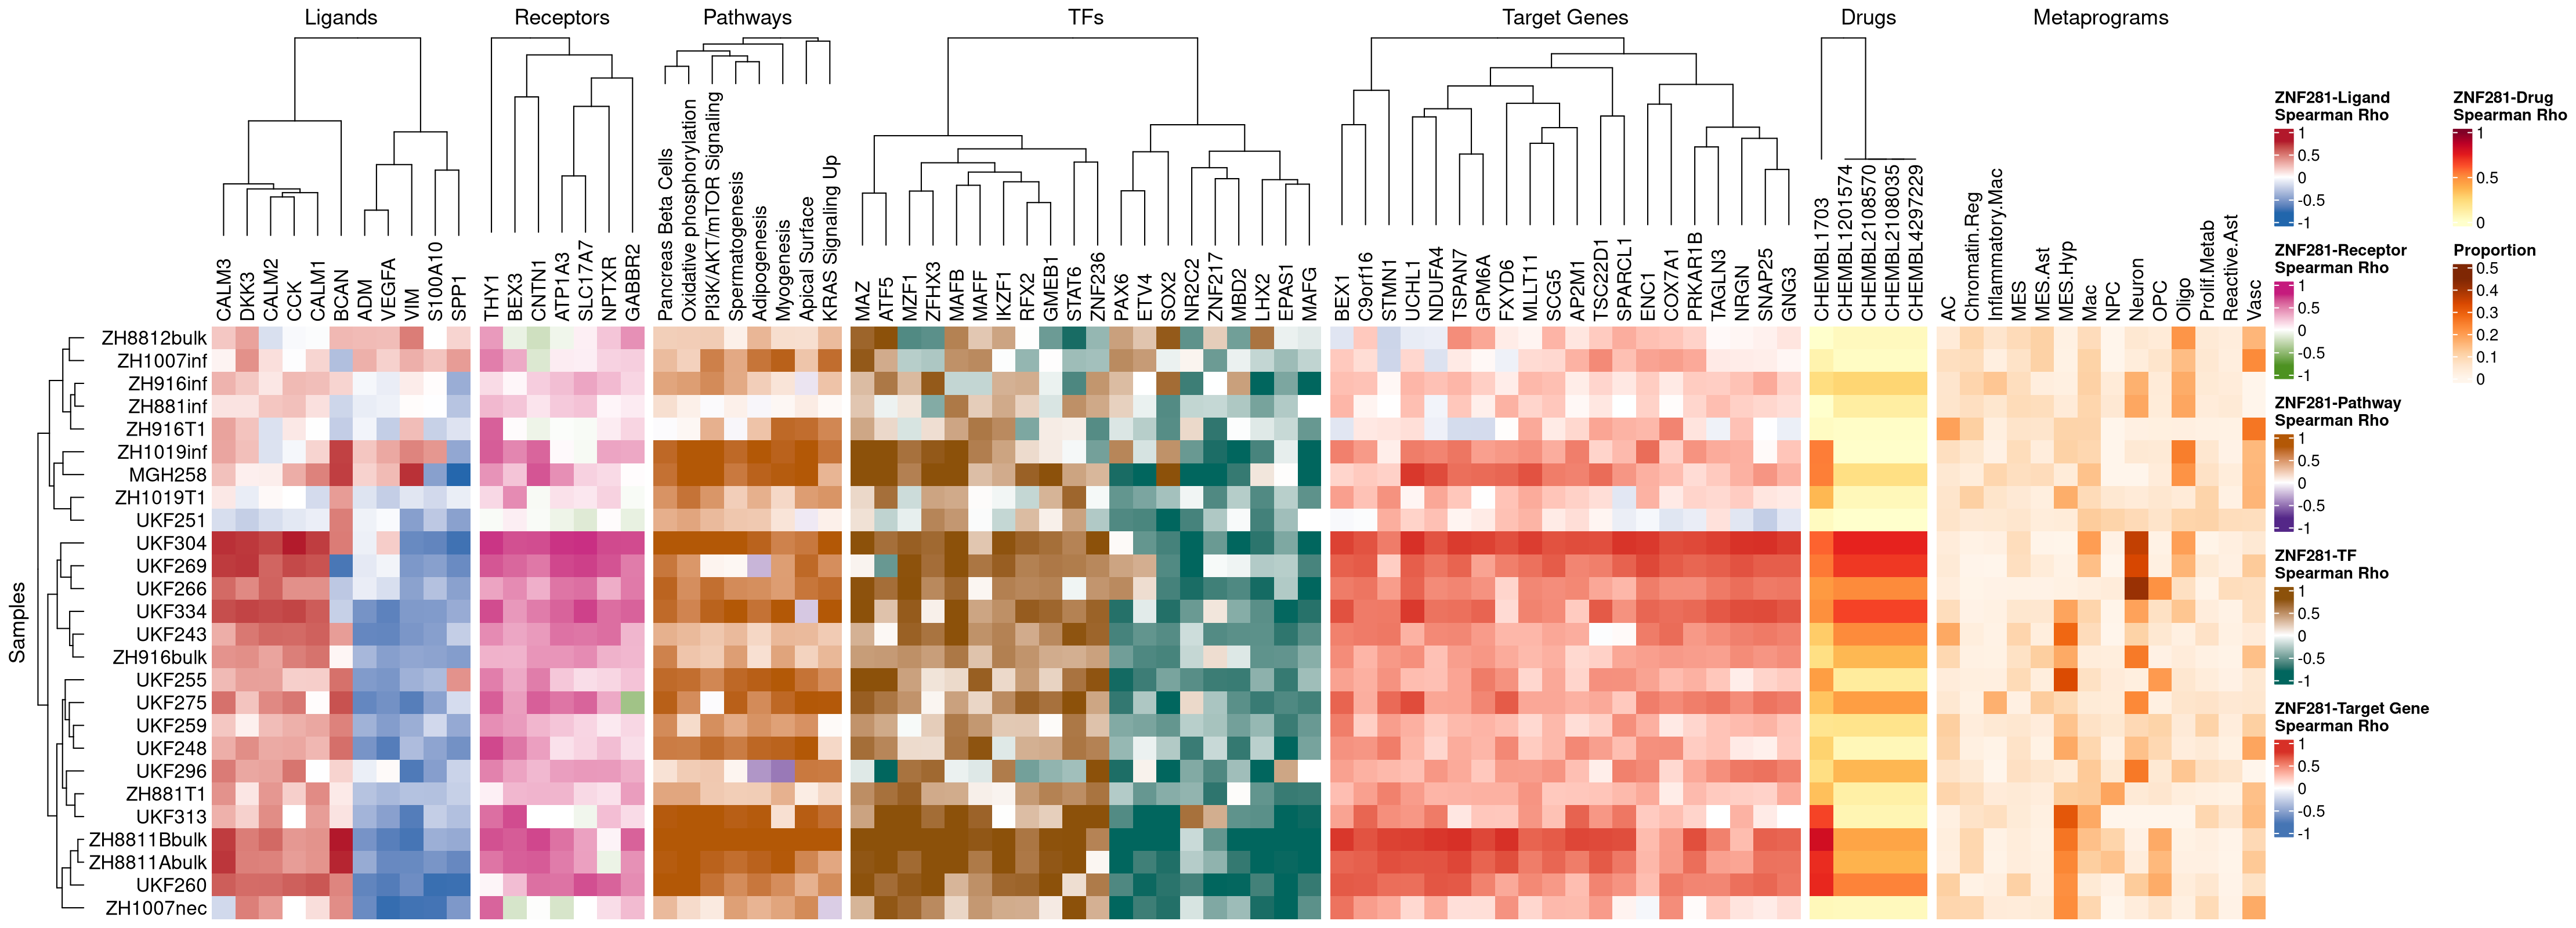 Ligands
Receptors
Pathways
TFs
Target Genes
Drugs
Metaprograms
CALM3
DKK3
CALM2
CCK
CALM1
BCAN
ADM
VEGFA
VIM
S100A10
SPP1
THY1
BEX3
CNTN1
ATP1A3
SLC17A7
NPTXR
GABBR2
Pancreas Beta Cells
Oxidative phosphorylation
PI3K/AKT/mTOR Signaling
Spermatogenesis
Adipogenesis
Myogenesis
Apical Surface
KRAS Signaling Up
MAZ
ATF5
MZF1
ZFHX3
MAFB
MAFF
IKZF1
RFX2
GMEB1
STAT6
ZNF236
PAX6
ETV4
SOX2
NR2C2
ZNF217
MBD2
LHX2
EPAS1
MAFG
BEX1
C9orf16
STMN1
UCHL1
NDUFA4
TSPAN7
GPM6A
FXYD6
MLLT11
SCG5
AP2M1
TSC22D1
SPARCL1
ENC1
COX7A1
PRKAR1B
TAGLN3
NRGN
SNAP25
GNG3
CHEMBL1703
CHEMBL1201574
CHEMBL2108570
CHEMBL2108035
CHEMBL4297229
AC
Chromatin.Reg
Inflammatory.Mac
MES
MES.Ast
MES.Hyp
Mac
NPC
Neuron
OPC
Oligo
Prolif.Metab
Reactive.Ast
Vasc
Samples
ZH8812bulk
ZH1007inf
ZH916inf
ZH881inf
ZH916T1
ZH1019inf
MGH258
ZH1019T1
UKF251
UKF304
UKF269
UKF266
UKF334
UKF243
ZH916bulk
UKF255
UKF275
UKF259
UKF248
UKF296
ZH881T1
UKF313
ZH8811Bbulk
ZH8811Abulk
UKF260
ZH1007nec
ZNF281-Ligand
Spearman Rho
1
0.5
0
-0.5
-1
ZNF281-Receptor
Spearman Rho
1
0.5
0
-0.5
-1
ZNF281-Pathway
Spearman Rho
1
0.5
0
-0.5
-1
ZNF281-TF
Spearman Rho
1
0.5
0
-0.5
-1
ZNF281-Target Gene
Spearman Rho
1
0.5
0
-0.5
-1
ZNF281-Drug
Spearman Rho
1
0.5
0
Proportion
0.5
0.4
0.3
0.2
0.1
0